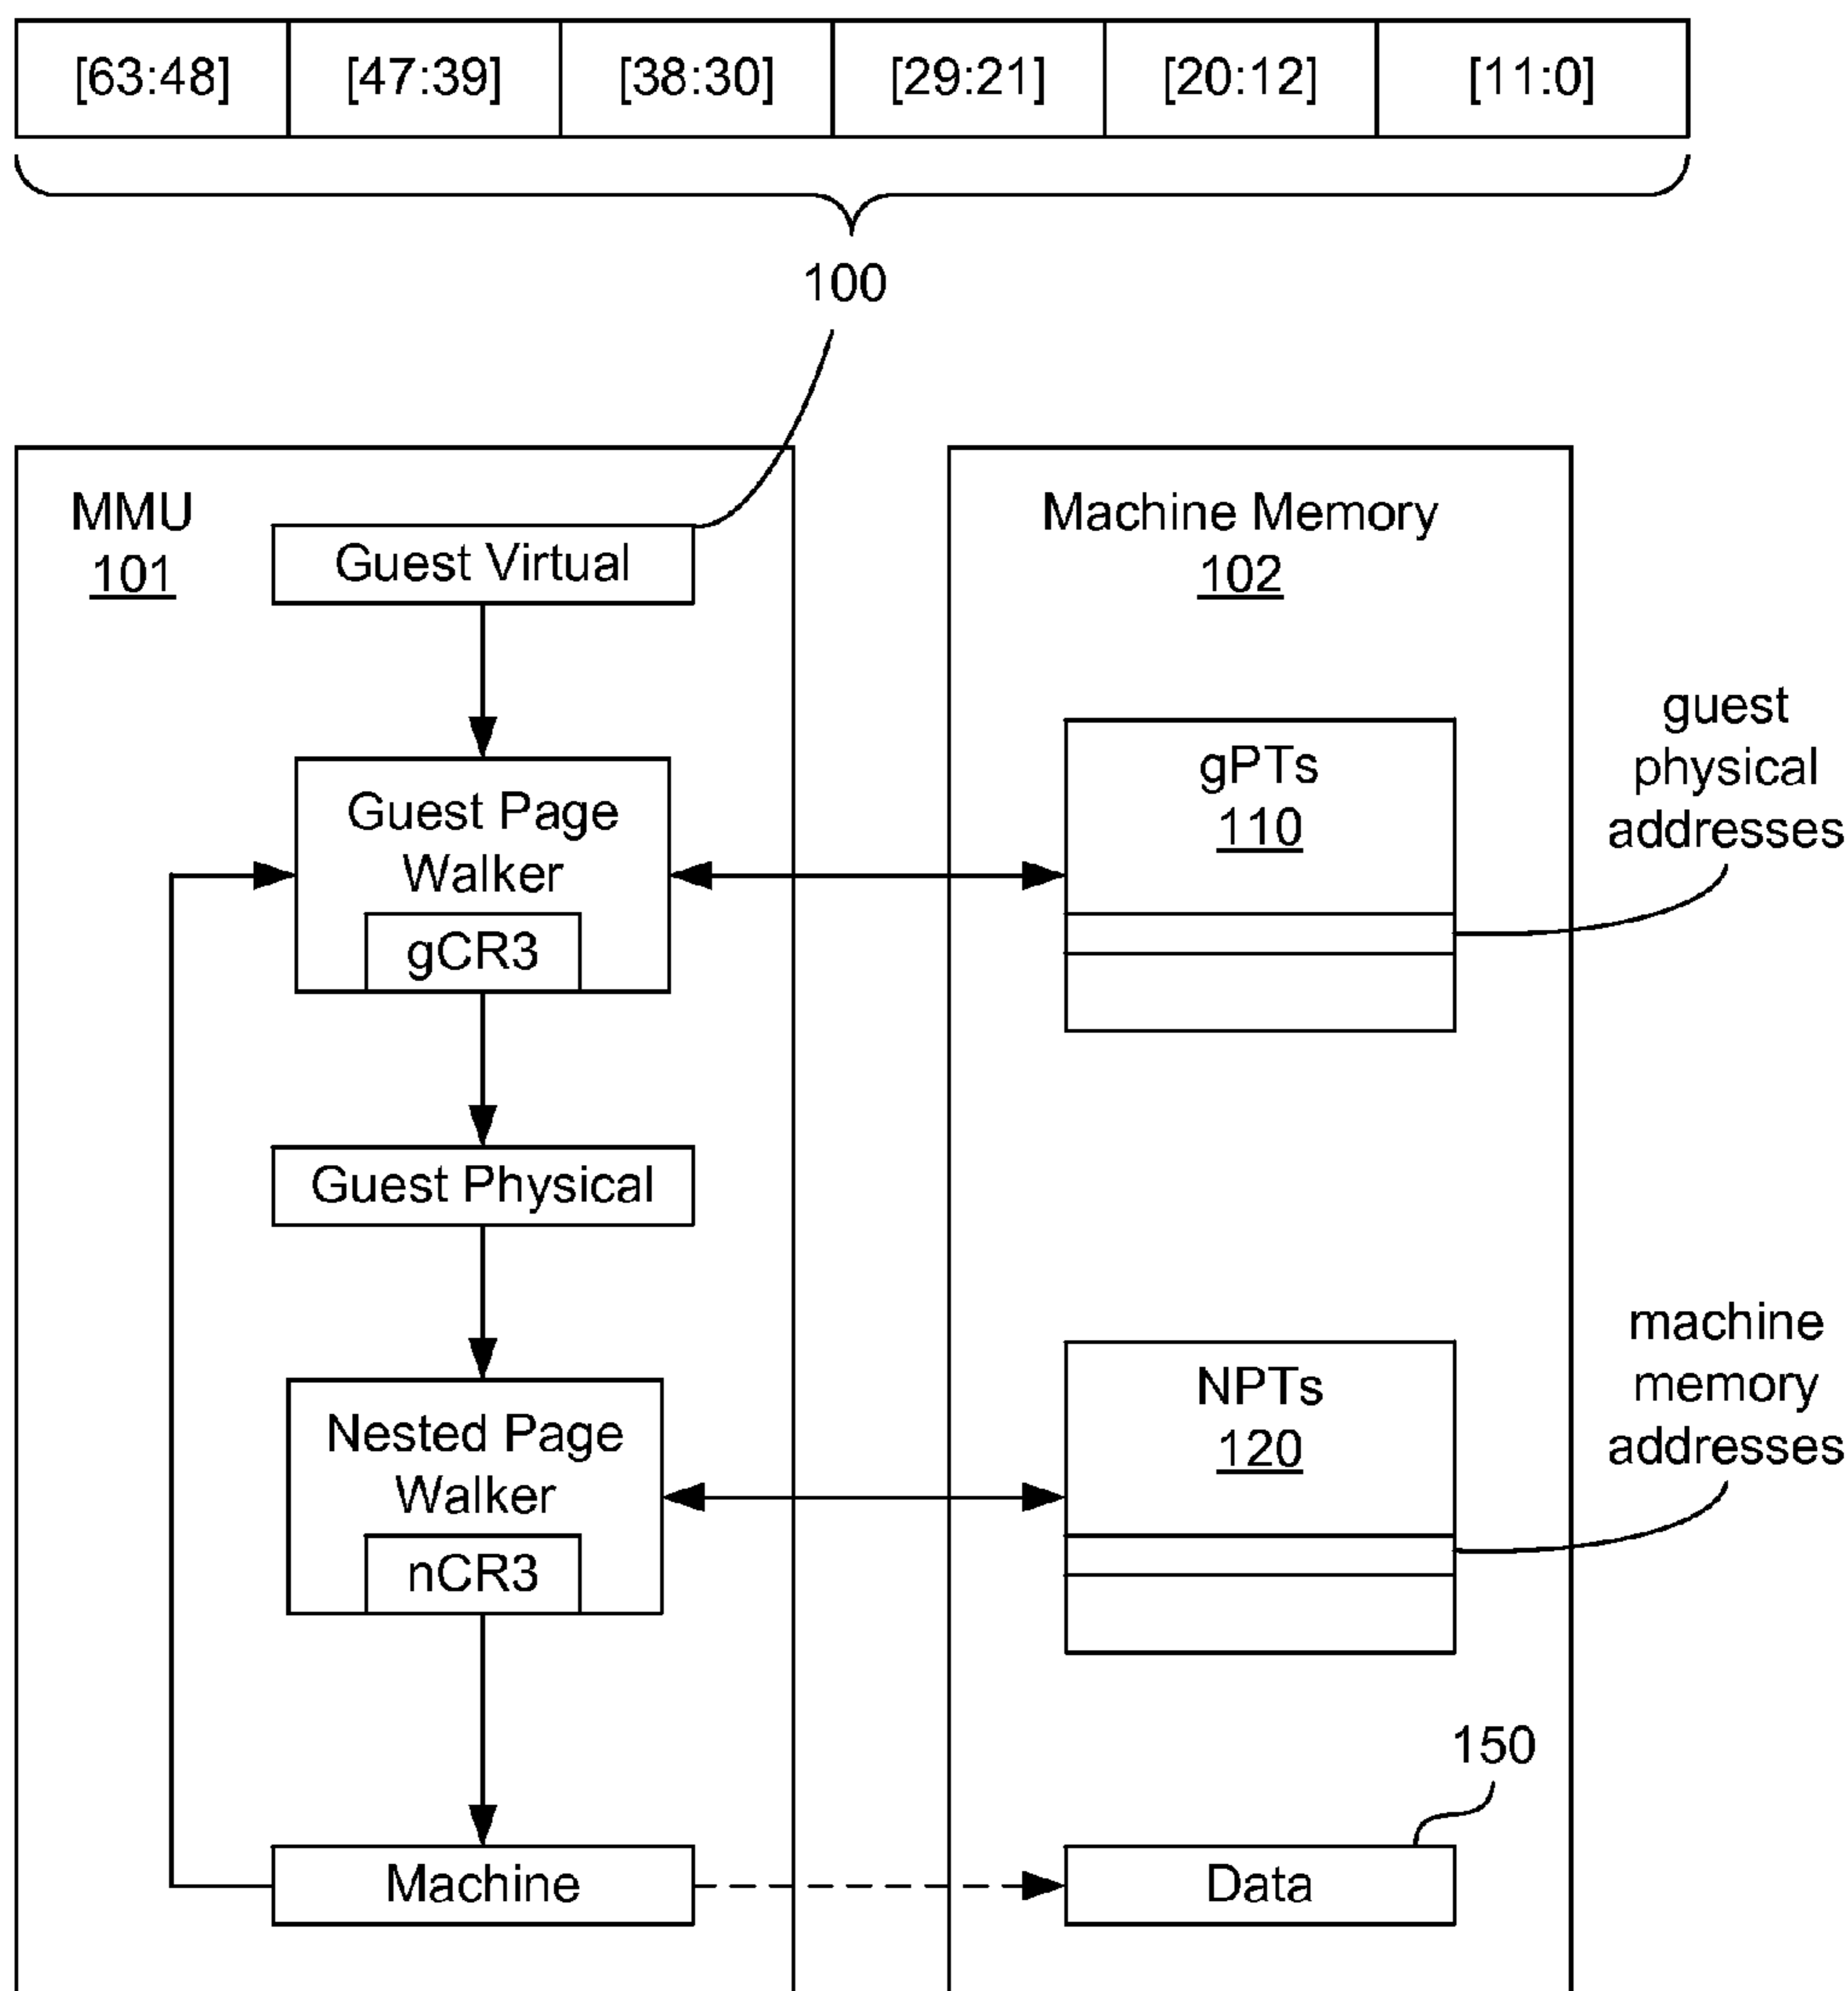 [63:48] [47:39] [38:30] [29:21] [20:12] [11:0]
100
MMU
101
Guest Virtual
Machine Memory
102
Guest Page
Walker
gCR3
gPTs
110
guest
physical
addresses
Guest Physical
Nested Page
Walker
nCR3
NPTs
120
machine
memory
addresses
150
Machine
Data